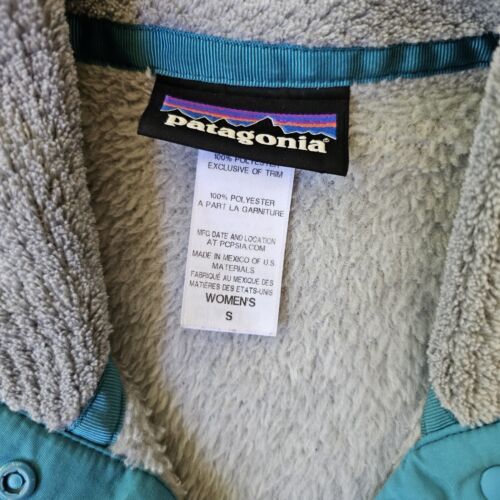 patagonia
100% POLYESTER
EXCLUSIVE OF TRIM
100% POLYESTER
A PART LA GARNITURE
MFG DATE AND LOCATION
AT PCPSIA.COM
MADE IN MEXICO OF U.S
MATERIALS
FABRIQUÉ AU MEXIQUE DES
MATIÈRES DES ETATS-UNIS
WOMEN'S
S